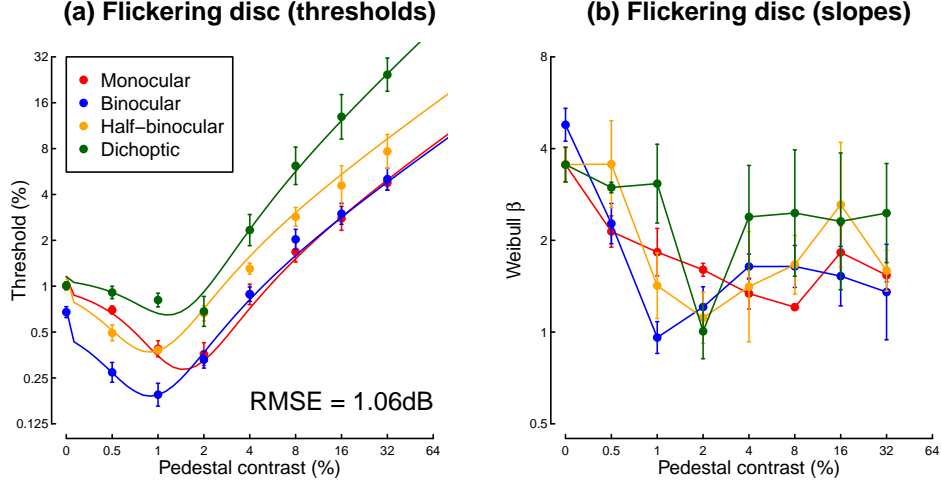 (a) Flickering disc (thresholds)
Threshold (%)
32
16
8
4
2
1
0.5
0.25
0.125
Monocular
Binocular
Half−binocular
Dichoptic
RMSE = 1.06dB
0 0.5 1 2 4 8 16 32 64
Pedestal contrast (%)
(b) Flickering disc (slopes)
Weibull β
8
4
2
1
0.5
0 0.5 1 2 4 8 16 32 64
Pedestal contrast (%)